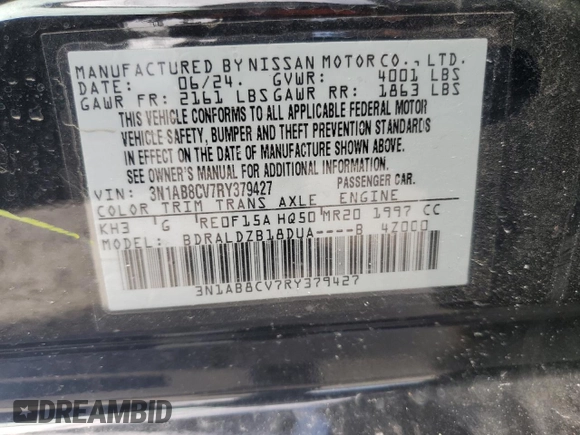 MANUFACTURED BY NISSAN MOTOR CO., LTD.
DATE: 06/24. GVWR: 4001 LBS
GAWR FR: 2161 LBS GAWR RR: 1863 LBS
THIS VEHICLE CONFORMS TO ALL APPLICABLE FEDERAL MOTOR
VEHICLE SAFETY, BUMPER AND THEFT PREVENTION STANDARDS
IN EFFECT ON THE DATE OF MANUFACTURE SHOWN ABOVE.
SEE OWNER'S MANUAL FOR ADDITIONAL INFORMATION.
VIN: 3N1AB8CV7RY379427 PASSENGER CAR.
COLOR TRIM TRANS AXLE ENGINE
KH3 G RE0F15A HQ50 MR20 1997 CC
MODEL: BDRALDZB18DUA----B 4Z000
3N1AB8CV7RY379427
DREAMBID